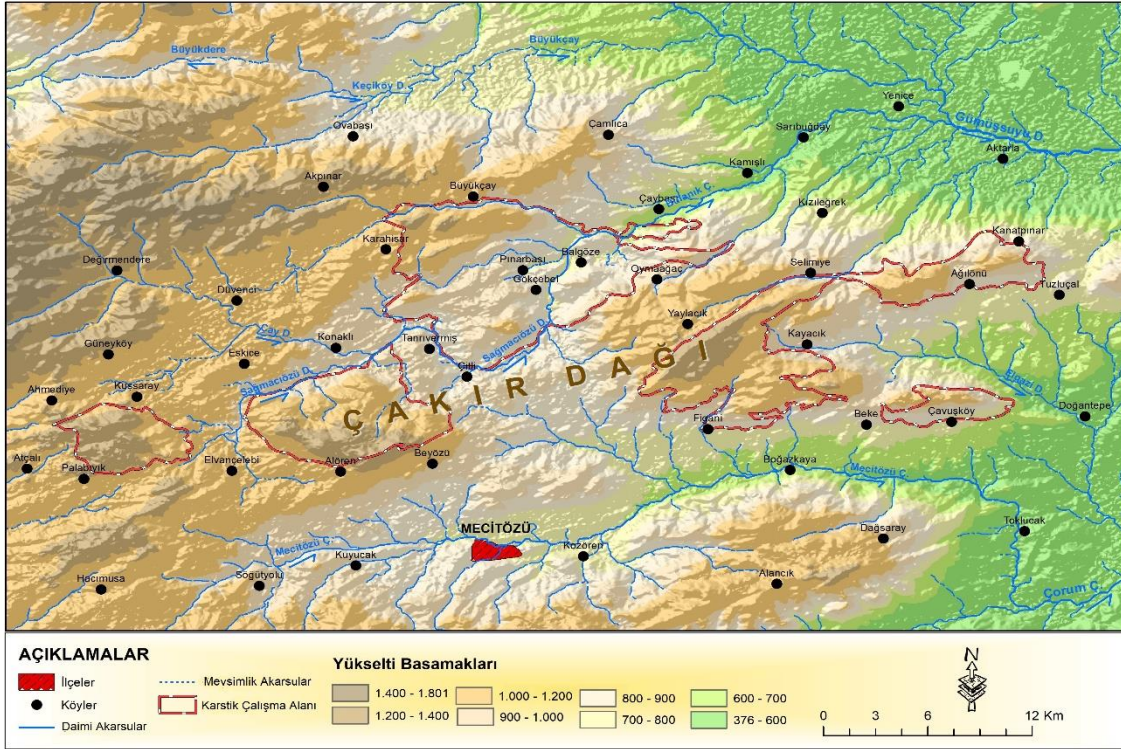 Büyükdere
Büyükçay
Keçiköy D.
Yenice
Ovabaşı
Çamlıca
Sarıbuğday
Gümüşsuyu D.
Aktarla
Kamışlı
Akpınar
Büyükçay
Çaybaşı
Bulanık Ç.
Kızıleğrek
Karahisar
Kanatpınar
Değirmendere
Pınarbaşı
Balgöze
Oymaağaç
Selimiye
Gökçebel
Ağılönü
Tuzluçal
Düvenci
Çay D.
Konaklı
Tanrıvermiş
Sağmacıözü D.
Yaylacık
Kayacık
Güneyköy
Eskice
Çitli
Ahmediye
Kussaray
Sağmacıözü D.
ÇAKIR DAĞI
Doğantepe
Figani
Beke
Çavuşköy
Atçalı
Palabıyık
Elvançelebi
Alören
Beyözü
Boğazkaya
Mecitözü Ç.
MECİTÖZÜ
Dağsaray
Toklucak
Mecitözü Ç.
Kuyucak
Kozören
Hacımusa
Söğütyolu
Alancık
Çorum Ç.
AÇIKLAMALAR
İlçeler
Köyler
Daimi Akarsular
Mevsimlik Akarsular
Karstik Çalışma Alanı
Yükselti Basamakları
1.400 - 1.801
1.000 - 1.200
800 - 900
600 - 700
1.200 - 1.400
900 - 1.000
700 - 800
376 - 600
N
0 3 6 12 Km